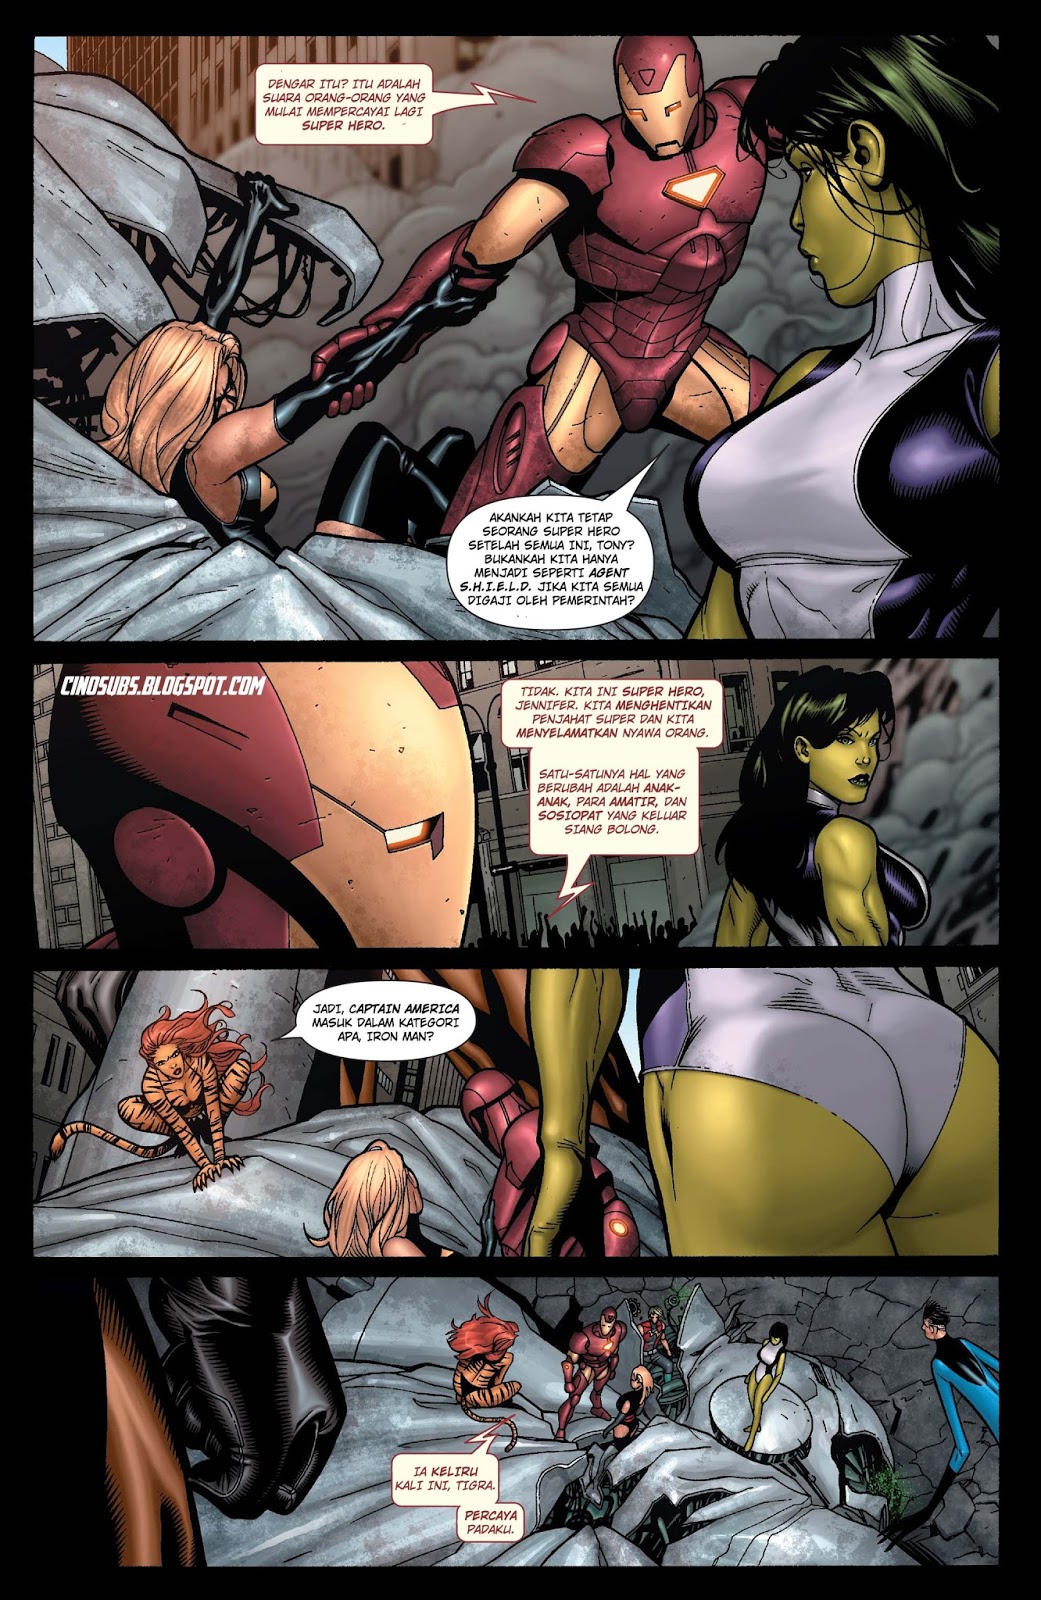 DENGAR ITU? ITU ADALAH
SUARA ORANG-ORANG YANG
MULAI MEMPERCAYAI LAGI
SUPER HERO.
AKANKAH KITA TETAP
SEORANG SUPER HERO
SETELAH SEMUA INI, TONY?
BUKANKAH KITA HANYA
MENJADI SEPERTI AGENT
S.H.I.E.L.D. JIKA KITA SEMUA
DIGAJI OLEH PEMERINTAH?
CINOSUBS.BLOGSPOT.COM
TIDAK. KITA INI SUPER HERO,
JENNIFER. KITA MENGHENTIKAN
PENJAHAT SUPER DAN KITA
MENYELAMATKAN NYAWA ORANG.
SATU-SATUNYA HAL YANG
BERUBAH ADALAH ANAK-
ANAK, PARA AMATIR, DAN
SOSIOPAT YANG KELUAR
SIANG BOLONG.
JADI, CAPTAIN AMERICA
MASUK DALAM KATEGORI
APA, IRON MAN?
IA KELIRU
KALI INI, TIGRA.
PERCAYA
PADAKU.